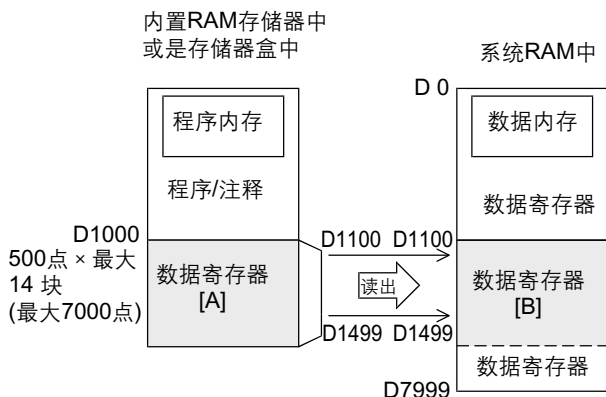 内置RAM存储器中
或是存储器盒中
系统RAM中
D 0
程序内存
数据内存
程序/注释
数据寄存器
D1000
500点 × 最大
14 块
(最大7000点)
D1100 D1100
数据寄存器
[A]
读出
数据寄存器
[B]
D1499 D1499
数据寄存器
D7999